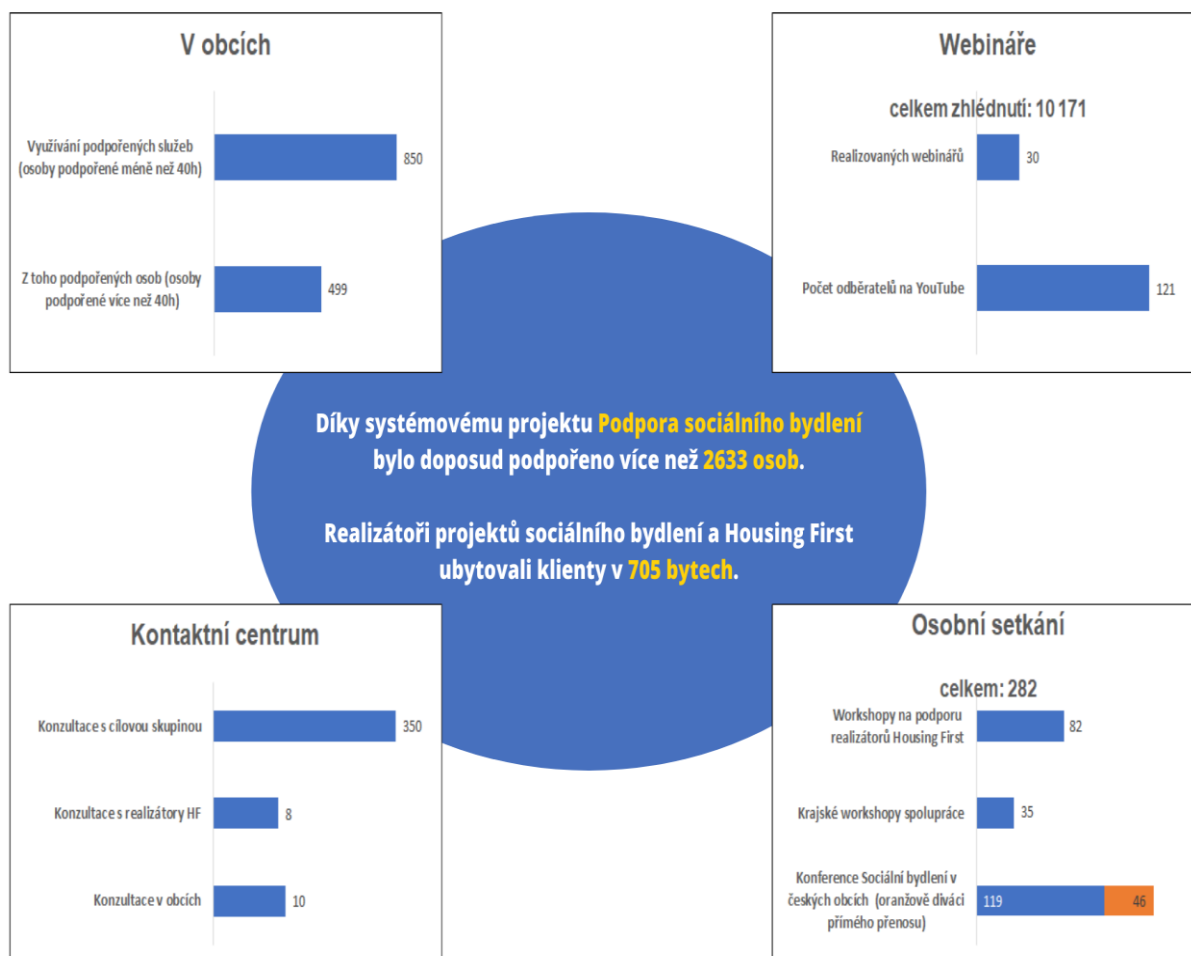 V obcích
Využívání podpořených služeb
(osoby podpořené méně než 40h)
850
Z toho podpořených osob (osoby
podpořené více než 40h)
499
Webináře
celkem zhlédnutí: 10 171
Realizovaných webinářů
30
Počet odběratelů na YouTube
121
Díky systémovému projektu Podpora sociálního bydlení
bylo doposud podpořeno více než 2633 osob.
Realizátoři projektů sociálního bydlení a Housing First
ubytovali klienty v 705 bytech.
Kontaktní centrum
Konzultace s cílovou skupinou
350
Konzultace s realizátory HF
8
Konzultace v obcích
10
Osobní setkání
celkem: 282
Workshopy na podporu
realizátorů Housing First
82
Krajské workshopy spolupráce
35
Konference Sociální bydlení v
českých obcích (oranžově diváci
přímého přenosu)
119
46